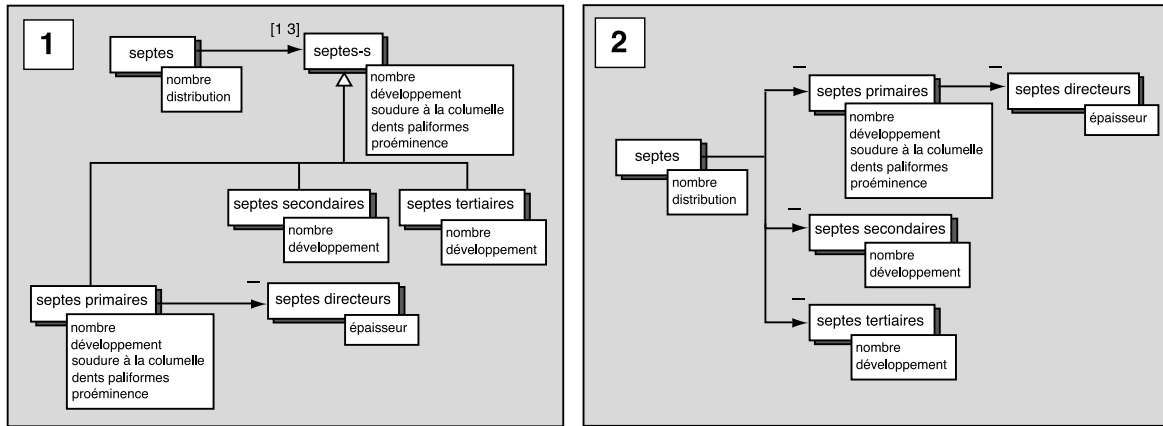 1
septes
nombre
distribution
[1 3]
septes-s
nombre
développement
soudure à la columelle
dents paliformes
proéminence
septes secondaires
nombre
développement
septes tertiaires
nombre
développement
septes primaires
nombre
développement
soudure à la columelle
dents paliformes
proéminence
septes directeurs
épaisseur
2
septes
nombre
distribution
septes primaires
nombre
développement
soudure à la columelle
dents paliformes
proéminence
septes directeurs
épaisseur
septes secondaires
nombre
développement
septes tertiaires
nombre
développement